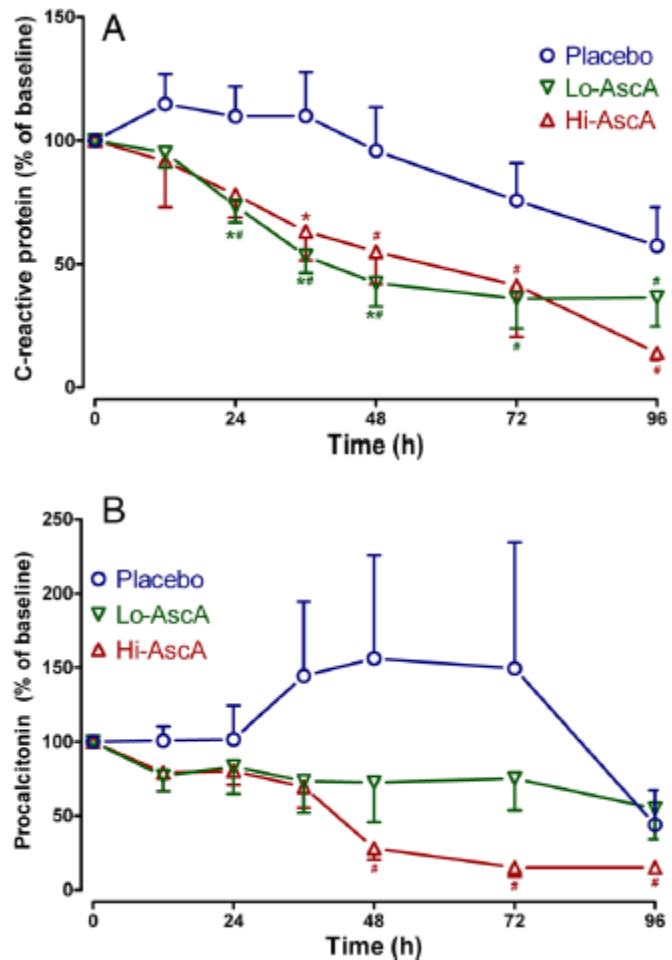 A
C-reactive protein (% of baseline)
150
100
50
0
Placebo
Lo-AscA
Hi-AscA
*#
*
*#
#
*#
#
#
#
#
0 24 48 72 96
Time (h)
B
Procalcitonin (% of baseline)
250
200
150
100
50
0
Placebo
Lo-AscA
Hi-AscA
# # #
0 24 48 72 96
Time (h)